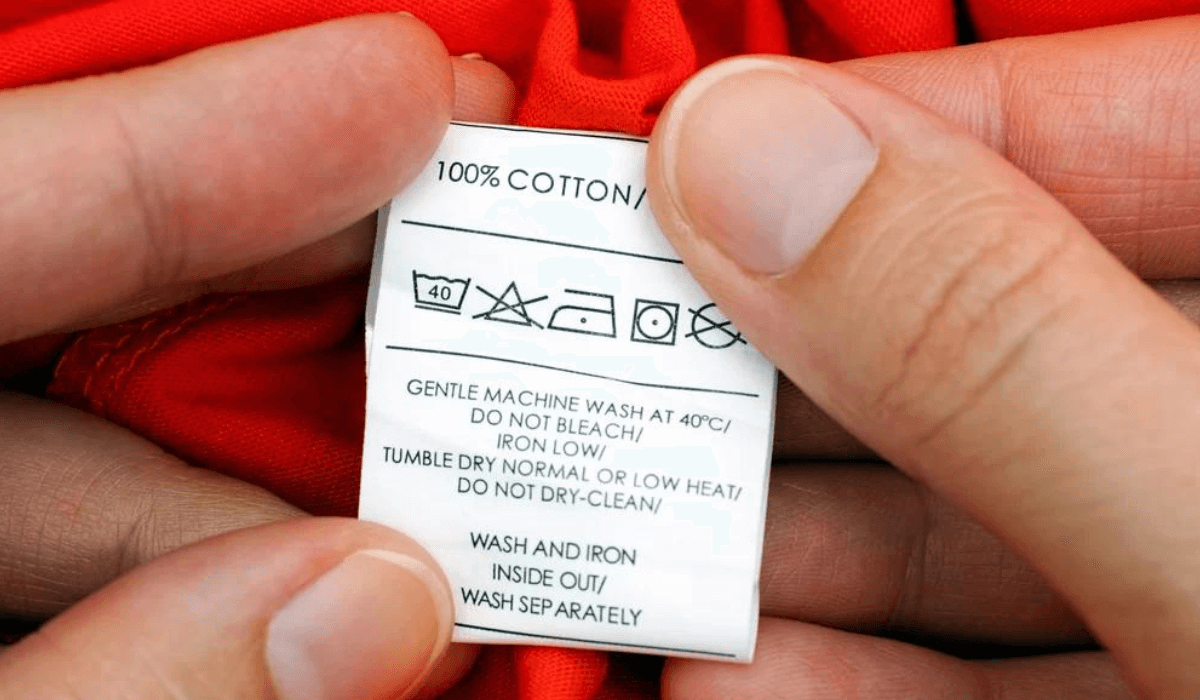 100% COTTON/
40
GENTLE MACHINE WASH AT 40ºC/
DO NOT BLEACH/
IRON LOW/
TUMBLE DRY NORMAL OR LOW HEAT/
DO NOT DRY-CLEAN/
WASH AND IRON
INSIDE OUT/
WASH SEPARATELY